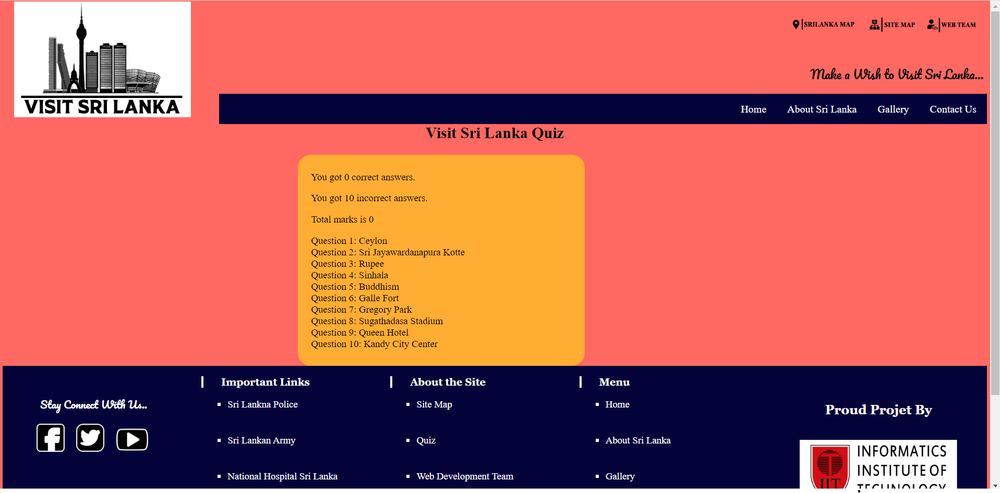 VISIT SRI LANKA
SRILANKA MAP
SITE MAP
WEB TEAM
Make a Wish to Visit Sri Lanka...
Home
About Sri Lanka
Gallery
Contact Us
Visit Sri Lanka Quiz
You got 0 correct answers.
You got 10 incorrect answers.
Total marks is 0
Question 1: Ceylon
Question 2: Sri Jayawardanapura Kotte
Question 3: Rupee
Question 4: Sinhala
Question 5: Buddhism
Question 6: Galle Fort
Question 7: Gregory Park
Question 8: Sugathadasa Stadium
Question 9: Queen Hotel
Question 10: Kandy City Center
Stay Connect With Us..
Important Links
Sri Lankna Police
Sri Lankan Army
National Hospital Sri Lanka
About the Site
Site Map
Quiz
Web Development Team
Menu
Home
About Sri Lanka
Gallery
Proud Projet By
IIT
INFORMATICS
INSTITUTE OF
TECHNOLOGY